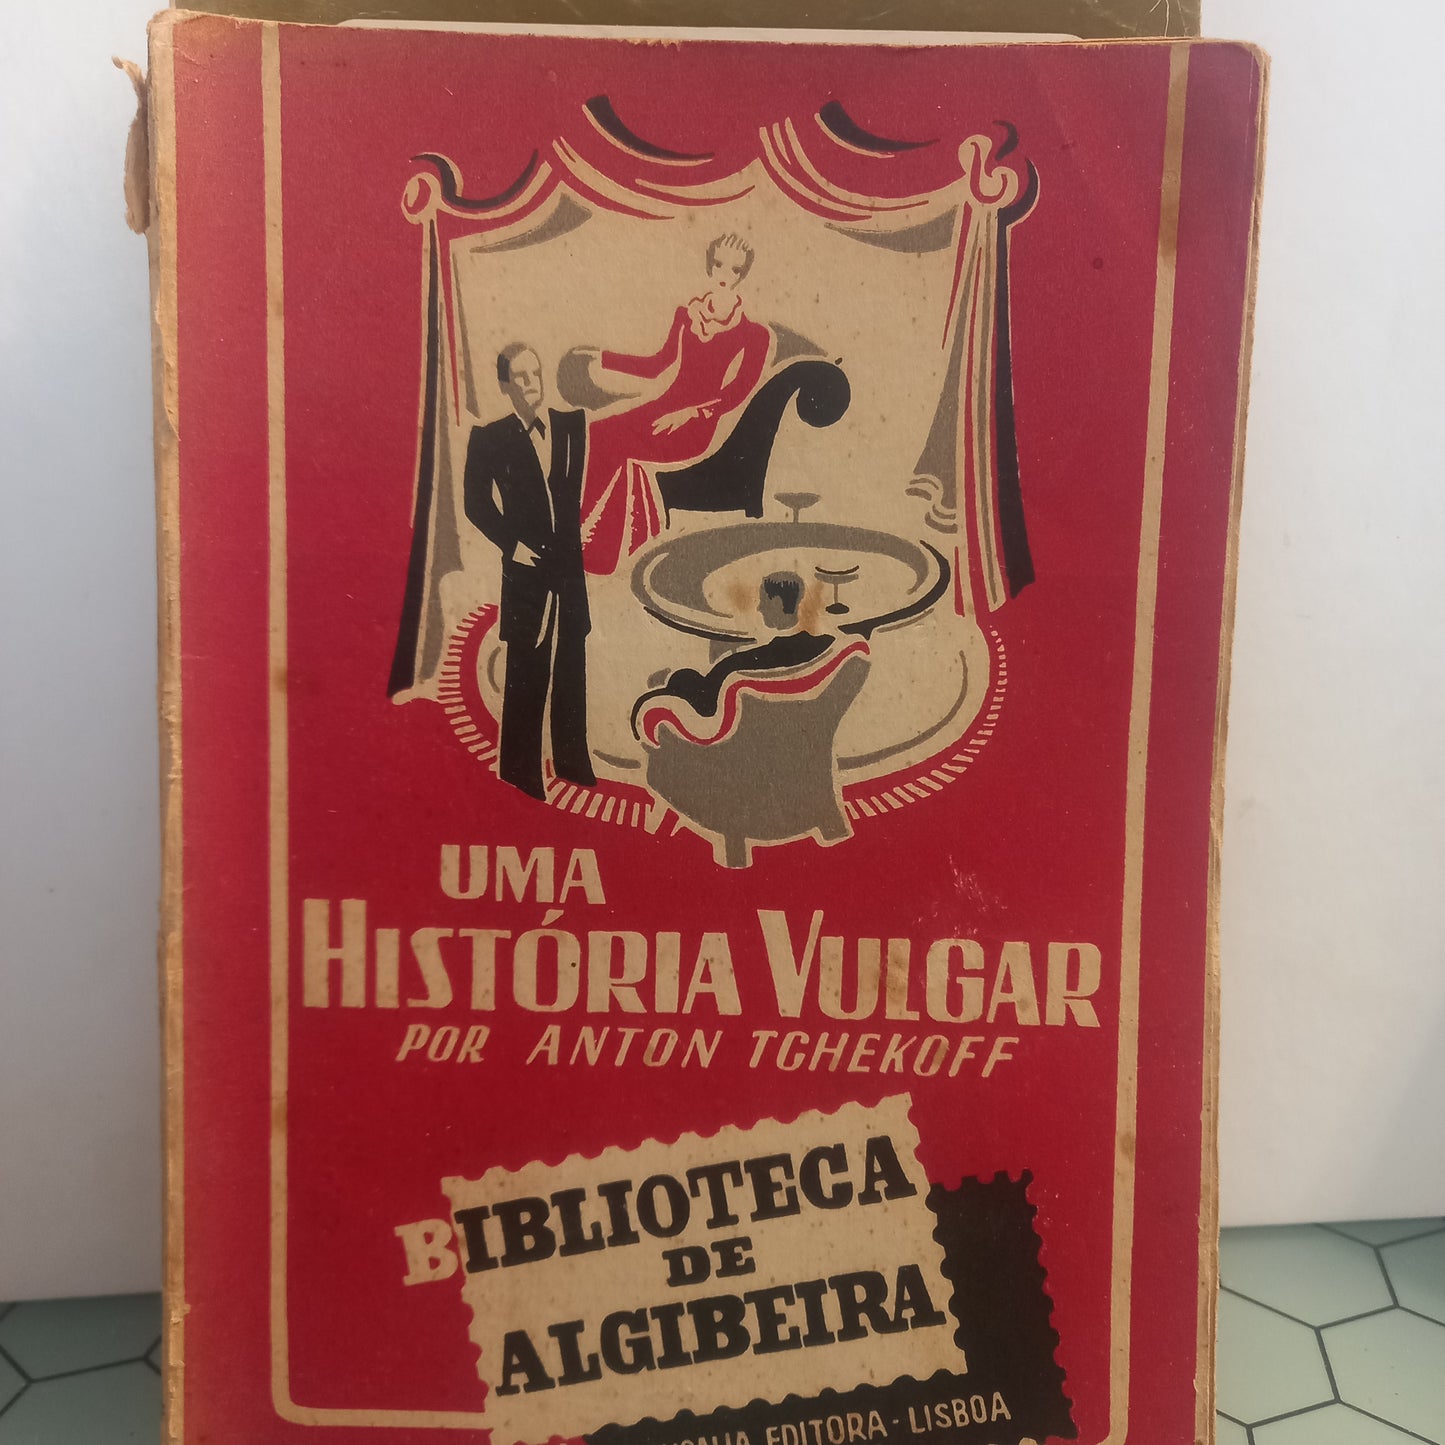 UMA
HISTÓRIA VULGAR
POR ANTON TCHEKOFF
BIBLIOTECA
DE
ALGIBEIRA
EDITORA - LISBOA